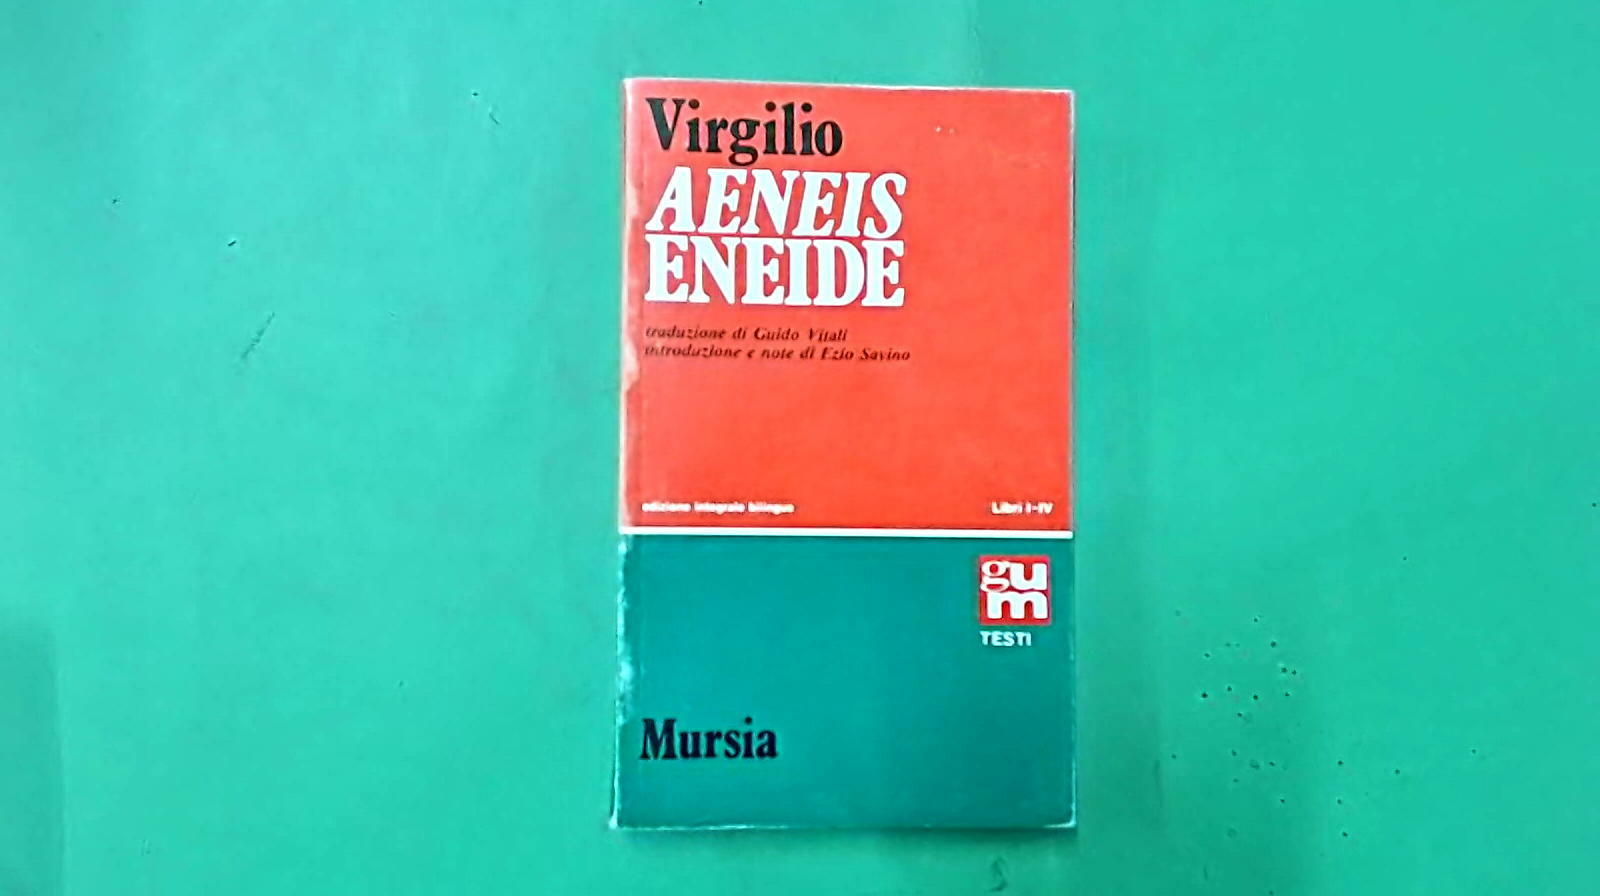 Virgilio
AENEIS
ENEIDE
traduzione di Guido Vitali
introduzione e note di Ezio Savino
edizione integrale bilingue
Libri I-IV
gum
TESTI
Mursia